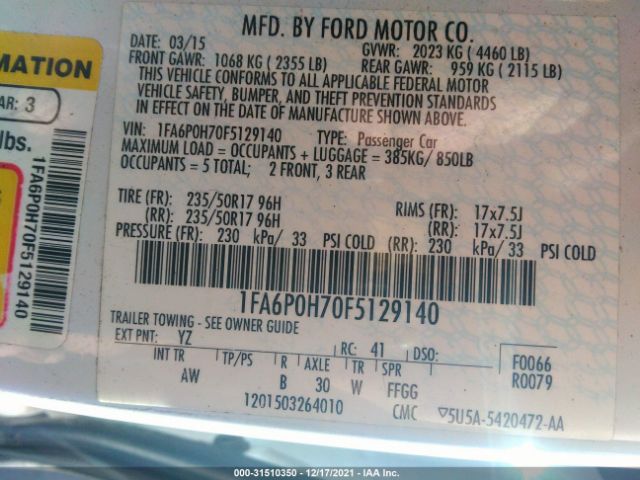 MFD. BY FORD MOTOR CO.
DATE: 03/15 GVWR: 2023 KG ( 4460 LB)
FRONT GAWR: 1068 KG ( 2355 LB) REAR GAWR: 959 KG ( 2115 LB)
THIS VEHICLE CONFORMS TO ALL APPLICABLE FEDERAL MOTOR
VEHICLE SAFETY, BUMPER, AND THEFT PREVENTION STANDARDS
IN EFFECT ON THE DATE OF MANUFACTURE SHOWN ABOVE.
VIN: 1FA6P0H70F5129140 TYPE: Passenger Car
MAXIMUM LOAD = OCCUPANTS + LUGGAGE = 385KG/ 850LB
OCCUPANTS = 5 TOTAL; 2 FRONT, 3 REAR
TIRE (FR): 235/50R17 96H RIMS (FR): 17x7.5J
(RR): 235/50R17 96H (RR): 17x7.5J
PRESSURE (FR): 230 kPa/ 33 PSI COLD (RR): 230 kPa/ 33 PSI COLD
1FA6P0H70F5129140
TRAILER TOWING - SEE OWNER GUIDE
EXT PNT: YZ RC: 41 DSO:
INT TR TP/PS R AXLE TR SPR F0066
AW B 30 W FFGG R0079
1201503264010 CMC ▽5U5A-5420472-AA
MATION
AR: 3
lbs.
1FA6P0H70F5129140
000-31510350 - 12/17/2021 - IAA Inc.